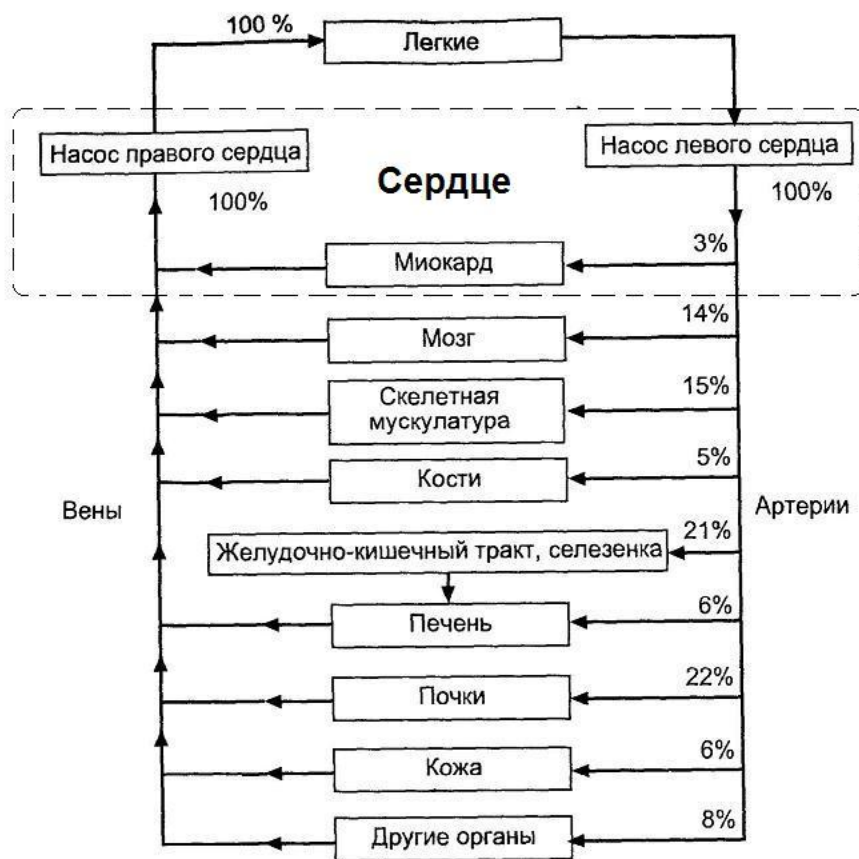 100 %
Легкие
Насос правого сердца
Насос левого сердца
Сердце
100%
100%
Миокард
3%
Мозг
14%
Скелетная
мускулатура
15%
Кости
5%
Вены
Артерии
Желудочно-кишечный тракт, селезенка
21%
Печень
6%
Почки
22%
Кожа
6%
Другие органы
8%